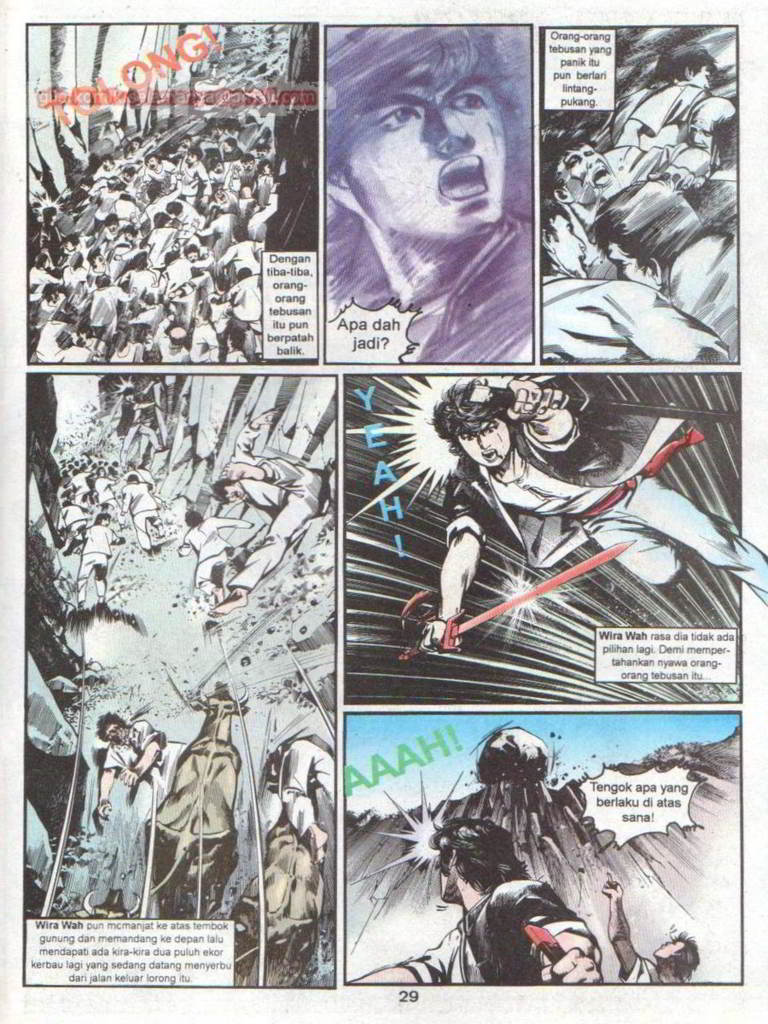 TOLONG!
Dengan
tiba-tiba,
orang-
orang
tebusan
itu pun
berpatah
balik.
Apa dah
jadi?
Orang-orang
tebusan yang
panik itu
pun berlari
lintang-
pukang.
Wira Wah pun memanjat ke atas tembok
gunung dan memandang ke depan lalu
mendapati ada kira-kira dua puluh ekor
kerbau lagi yang sedang datang menyerbu
dari jalan keluar lorong itu.
YEAH!
Wira Wah rasa dia tidak ada
pilihan lagi. Demi memper-
tahankan nyawa orang-
orang tebusan itu...
AAAH!
Tengok apa yang
berlaku di atas
sana!
29